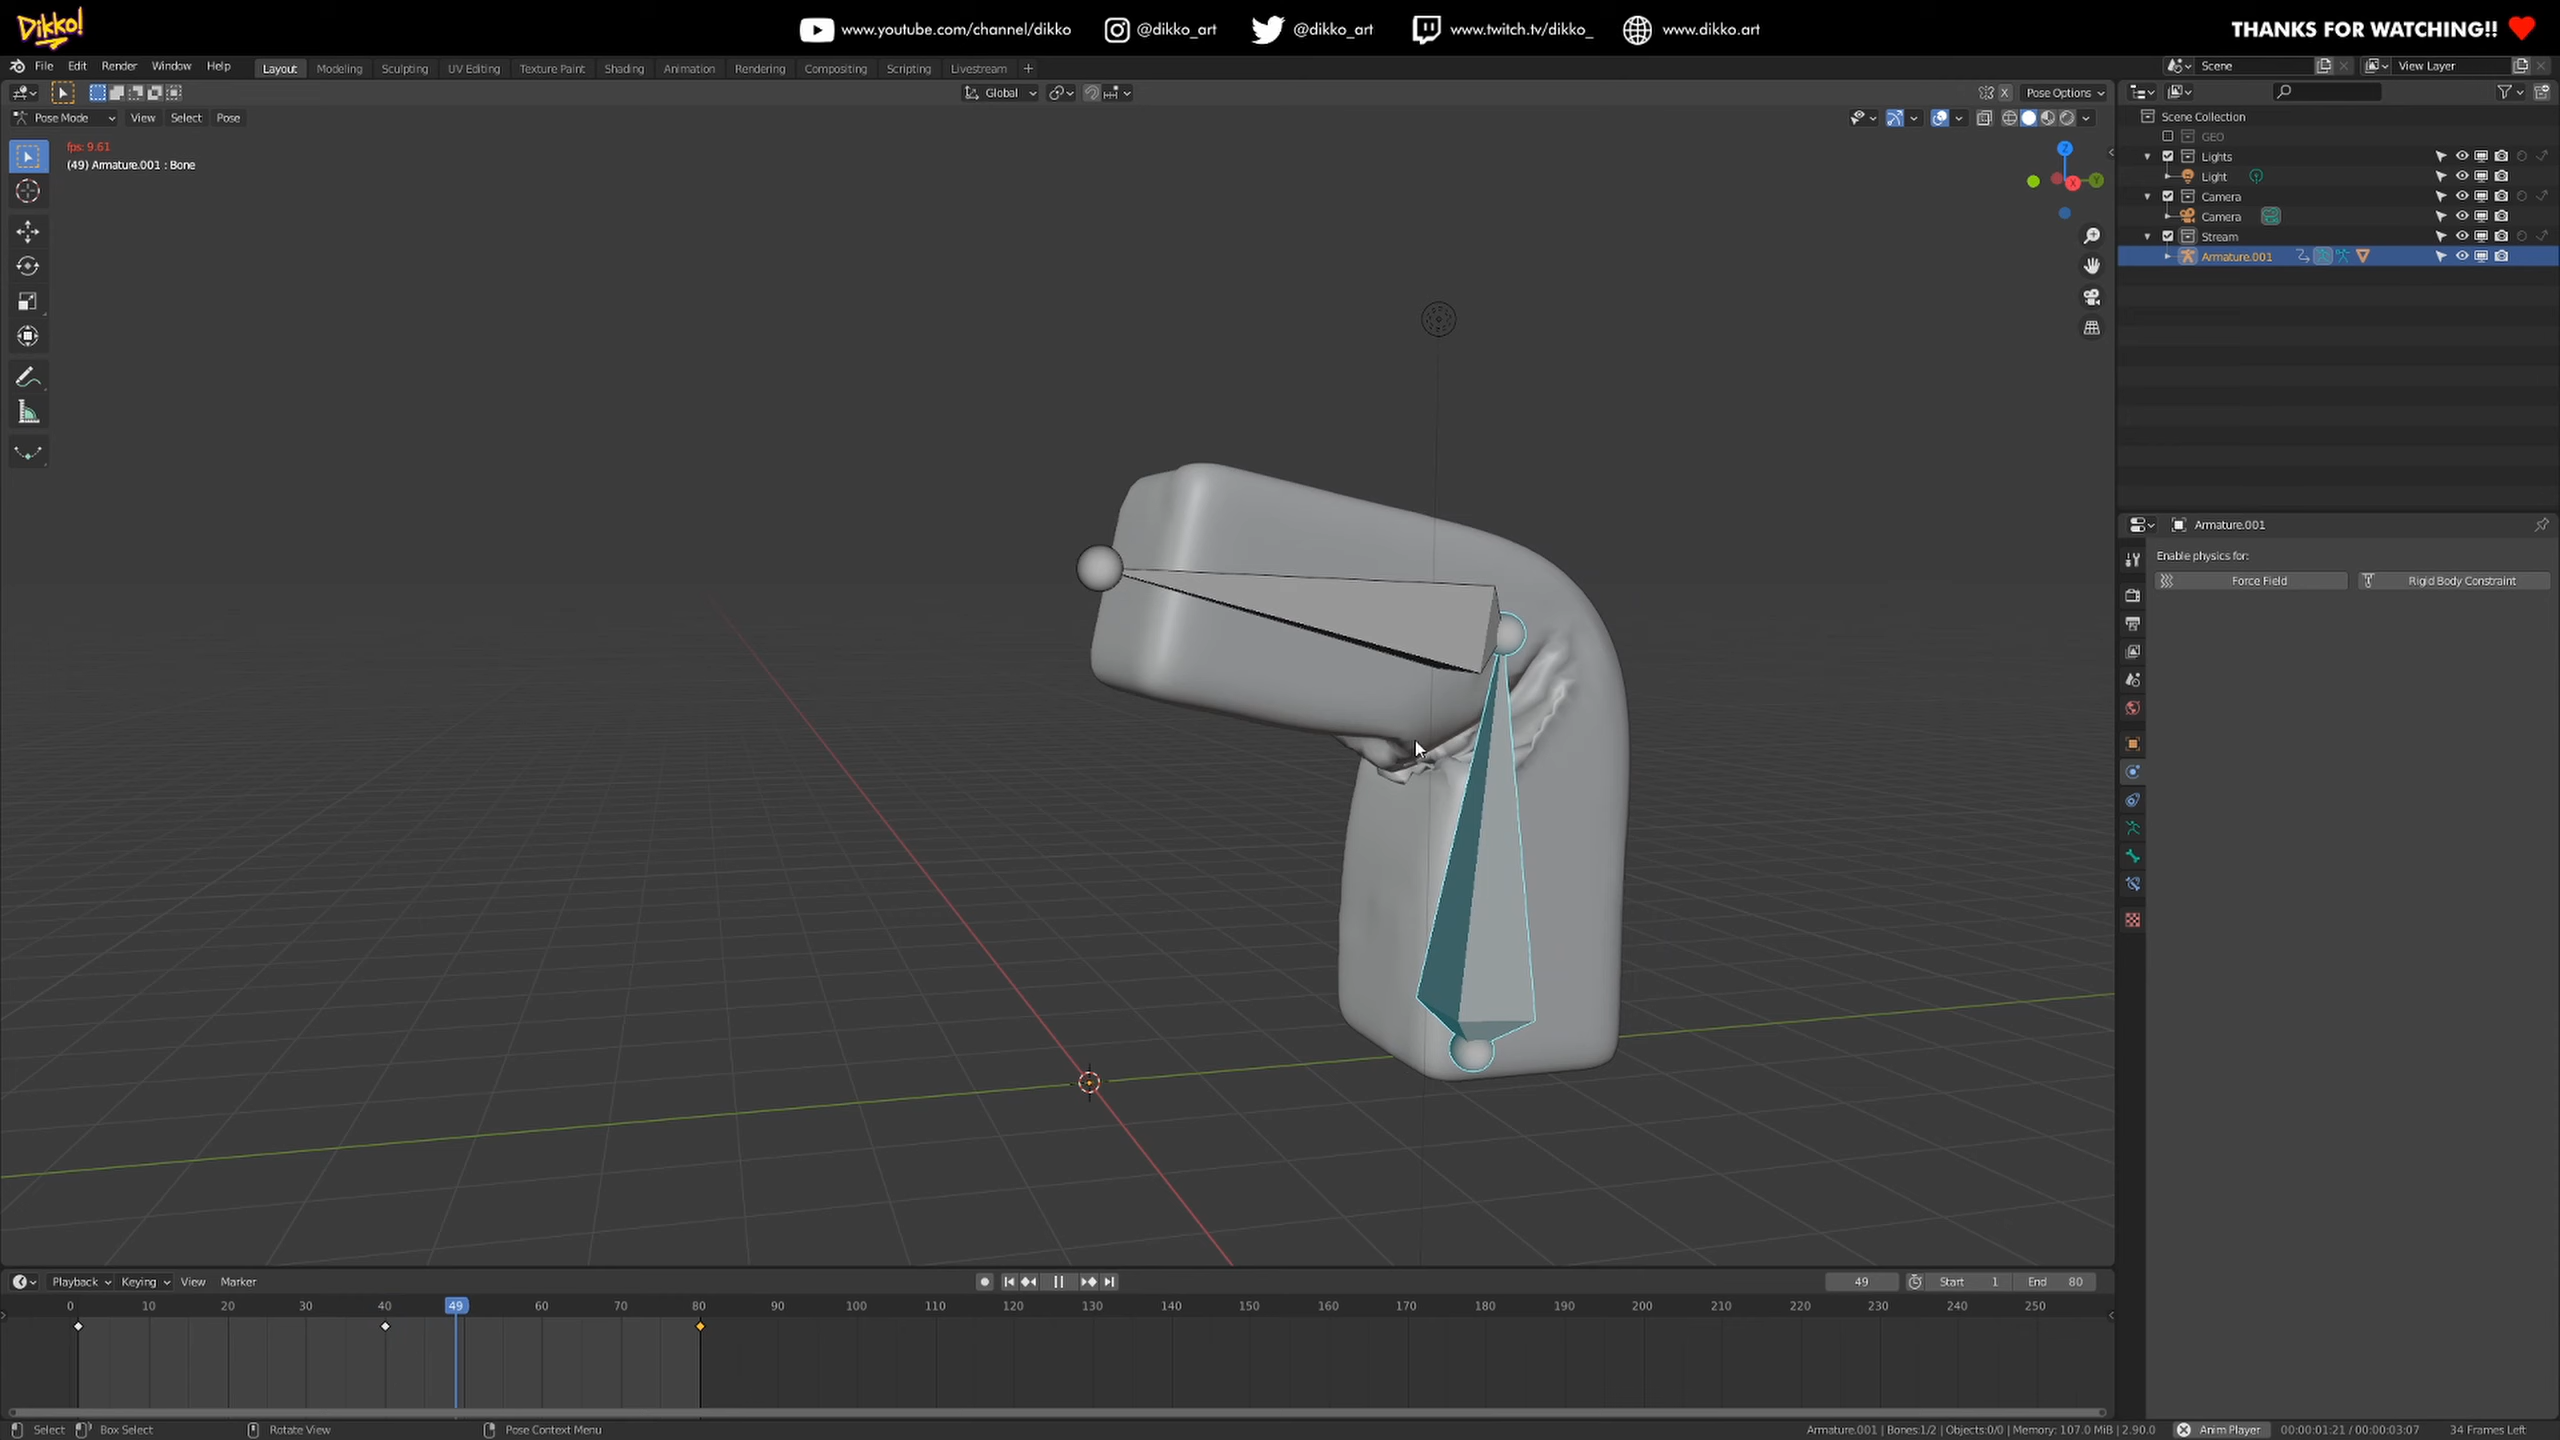 Dikko!
www.youtube.com/channel/dikko
@dikko_art
@dikko_art
www.twitch.tv/dikko_
www.dikko.art
THANKS FOR WATCHING!!
File Edit Render Window Help
Layout Modeling Sculpting UV Editing Texture Paint Shading Animation Rendering Compositing Scripting Livestream +
Scene
View Layer
Global
X
Pose Options
Pose Mode View Select Pose
fps: 9.61
(49) Armature.001 : Bone
Z
X
Y
Scene Collection
GEO
Lights
Light
Camera
Camera
Stream
Armature.001
Armature.001
Enable physics for:
Force Field
Rigid Body Constraint
Playback Keying View Marker
49
Start 1
End 80
0 10 20 30 40 49 60 70 80 90 100 110 120 130 140 150 160 170 180 190 200 210 220 230 240 250
Select
Box Select
Rotate View
Pose Context Menu
Armature.001 | Bones:1/2 | Objects:0/0 | Memory: 107.0 MiB | 2.90.0
Anim Player
00:00:01:21 / 00:00:03:07
34 Frames Left